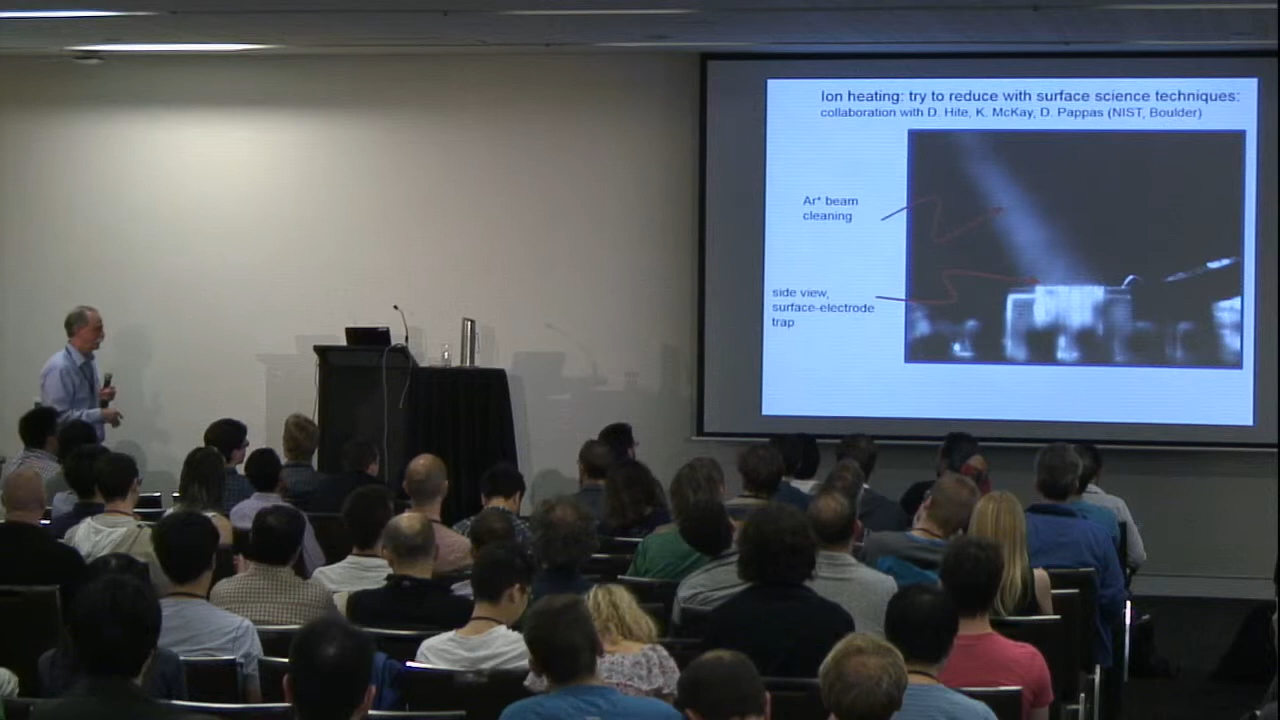 Ion heating: try to reduce with surface science techniques:
collaboration with D. Hite, K. McKay, D. Pappas (NIST, Boulder)
Ar⁺ beam
cleaning
side view,
surface-electrode
trap